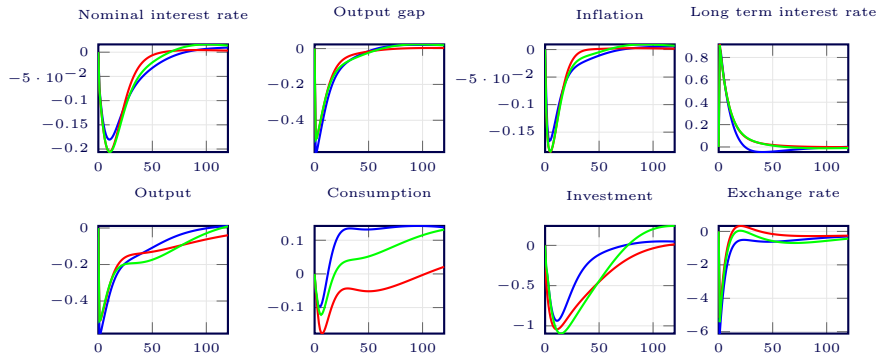 Nominal interest rate
Output gap
Inflation
Long term interest rate
0
−5 · 10−2
−0.1
−0.15
−0.2
0 50 100
0
−0.2
−0.4
0 50 100
0
−5 · 10−2
−0.1
−0.15
0 50 100
0.8
0.6
0.4
0.2
0
0 50 100
Output
Consumption
Investment
Exchange rate
0
−0.2
−0.4
0 50 100
0.1
0
−0.1
0 50 100
0
−0.5
−1
0 50 100
0
−2
−4
−6
0 50 100